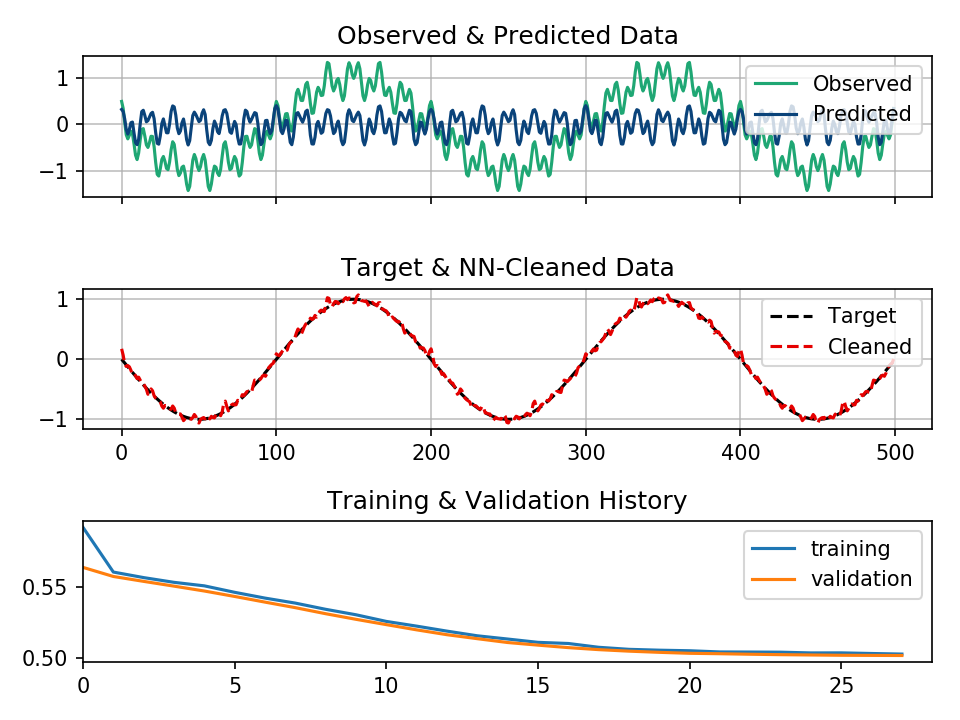 Observed & Predicted Data
1
0
−1
Observed
Predicted
Target & NN-Cleaned Data
1
0
−1
Target
Cleaned
0 100 200 300 400 500
Training & Validation History
0.55
0.50
training
validation
0 5 10 15 20 25